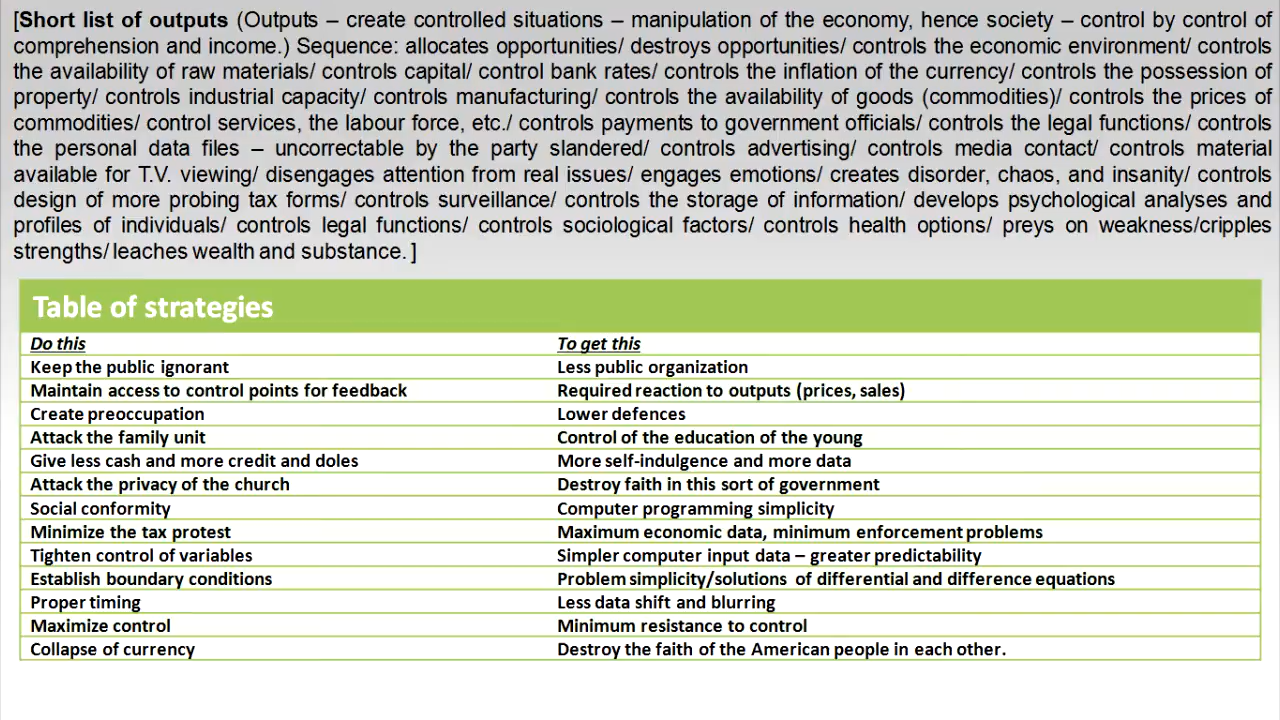 [Short list of outputs (Outputs – create controlled situations – manipulation of the economy, hence society – control by control of
comprehension and income.) Sequence: allocates opportunities/ destroys opportunities/ controls the economic environment/ controls
the availability of raw materials/ controls capital/ control bank rates/ controls the inflation of the currency/ controls the possession of
property/ controls industrial capacity/ controls manufacturing/ controls the availability of goods (commodities)/ controls the prices of
commodities/ control services, the labour force, etc./ controls payments to government officials/ controls the legal functions/ controls
the personal data files – uncorrectable by the party slandered/ controls advertising/ controls media contact/ controls material
available for T.V. viewing/ disengages attention from real issues/ engages emotions/ creates disorder, chaos, and insanity/ controls
design of more probing tax forms/ controls surveillance/ controls the storage of information/ develops psychological analyses and
profiles of individuals/ controls legal functions/ controls sociological factors/ controls health options/ preys on weakness/cripples
strengths/ leaches wealth and substance. ]
Table of strategies
Do this To get this
Keep the public ignorant Less public organization
Maintain access to control points for feedback Required reaction to outputs (prices, sales)
Create preoccupation Lower defences
Attack the family unit Control of the education of the young
Give less cash and more credit and doles More self-indulgence and more data
Attack the privacy of the church Destroy faith in this sort of government
Social conformity Computer programming simplicity
Minimize the tax protest Maximum economic data, minimum enforcement problems
Tighten control of variables Simpler computer input data – greater predictability
Establish boundary conditions Problem simplicity/solutions of differential and difference equations
Proper timing Less data shift and blurring
Maximize control Minimum resistance to control
Collapse of currency Destroy the faith of the American people in each other.